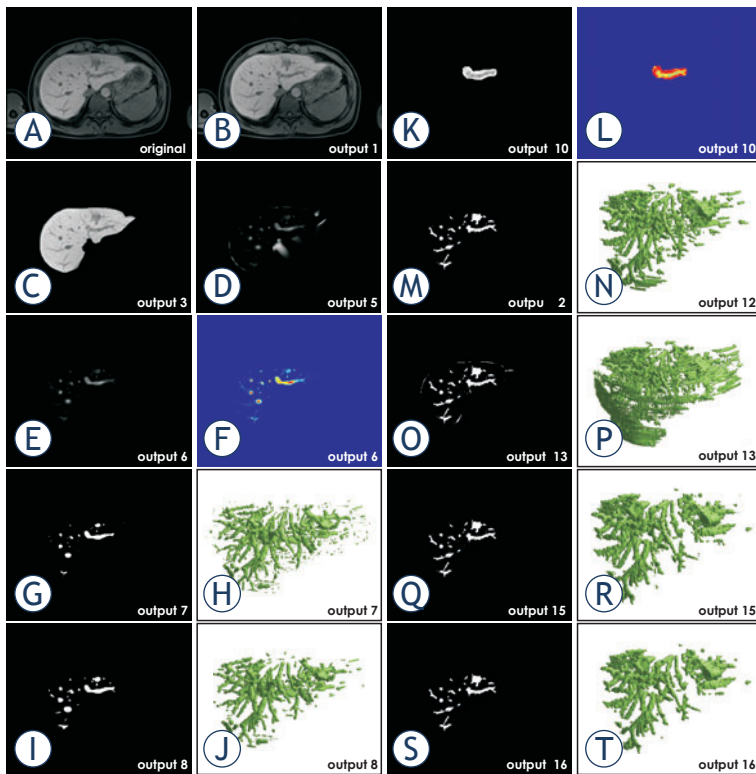 A
original
B
output 1
K
output 10
L
output 10
C
output 3
D
output 5
M
outpu 2
N
output 12
E
output 6
F
output 6
O
output 13
P
output 13
G
output 7
H
output 7
Q
output 15
R
output 15
I
output 8
J
output 8
S
output 16
T
output 16